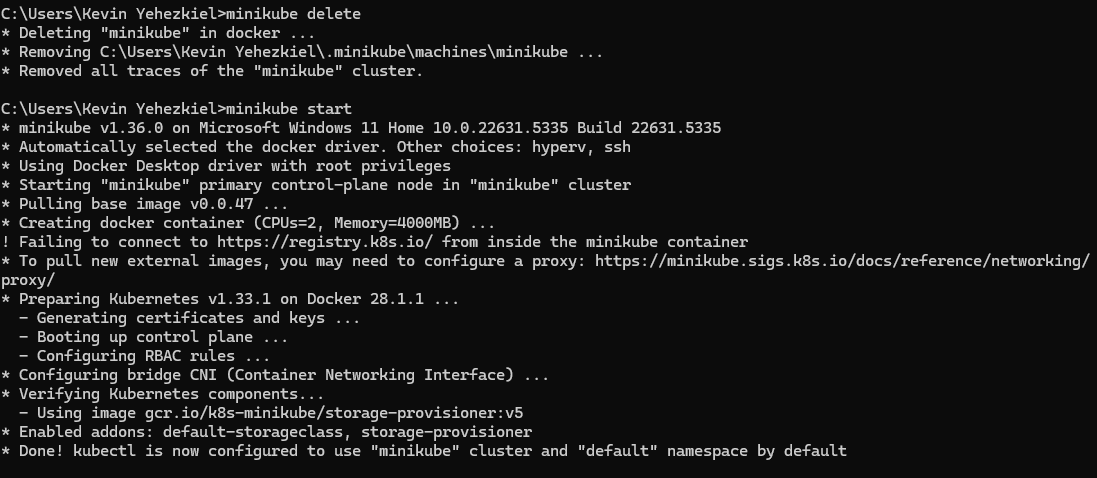 C:\Users\Kevin Yehezkiel>minikube delete
* Deleting "minikube" in docker ...
* Removing C:\Users\Kevin Yehezkiel\.minikube\machines\minikube ...
* Removed all traces of the "minikube" cluster.

C:\Users\Kevin Yehezkiel>minikube start
* minikube v1.36.0 on Microsoft Windows 11 Home 10.0.22631.5335 Build 22631.5335
* Automatically selected the docker driver. Other choices: hyperv, ssh
* Using Docker Desktop driver with root privileges
* Starting "minikube" primary control-plane node in "minikube" cluster
* Pulling base image v0.0.47 ...
* Creating docker container (CPUs=2, Memory=4000MB) ...
! Failing to connect to https://registry.k8s.io/ from inside the minikube container
* To pull new external images, you may need to configure a proxy: https://minikube.sigs.k8s.io/docs/reference/networking/
proxy/
* Preparing Kubernetes v1.33.1 on Docker 28.1.1 ...
  - Generating certificates and keys ...
  - Booting up control plane ...
  - Configuring RBAC rules ...
* Configuring bridge CNI (Container Networking Interface) ...
* Verifying Kubernetes components...
  - Using image gcr.io/k8s-minikube/storage-provisioner:v5
* Enabled addons: default-storageclass, storage-provisioner
* Done! kubectl is now configured to use "minikube" cluster and "default" namespace by default